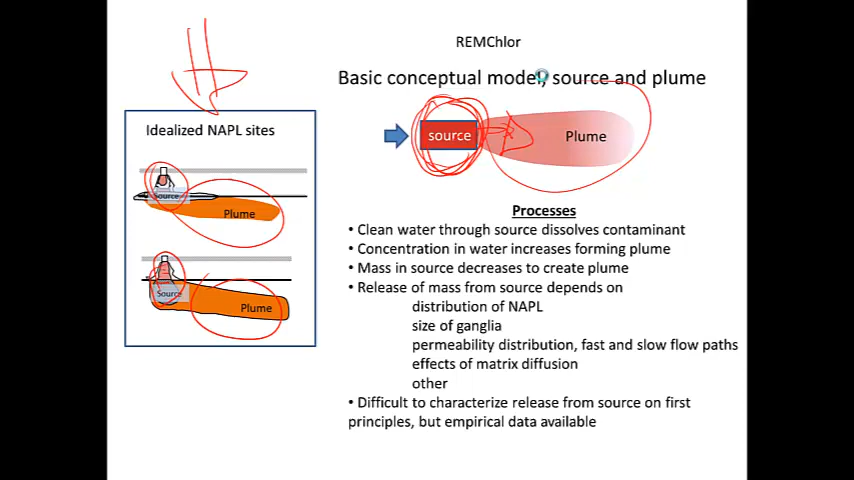 REMChlor
Basic conceptual model, source and plume
Idealized NAPL sites
Source
Plume
Source
Plume
source
Plume
Processes
• Clean water through source dissolves contaminant
• Concentration in water increases forming plume
• Mass in source decreases to create plume
• Release of mass from source depends on
distribution of NAPL
size of ganglia
permeability distribution, fast and slow flow paths
effects of matrix diffusion
other
• Difficult to characterize release from source on first
principles, but empirical data available